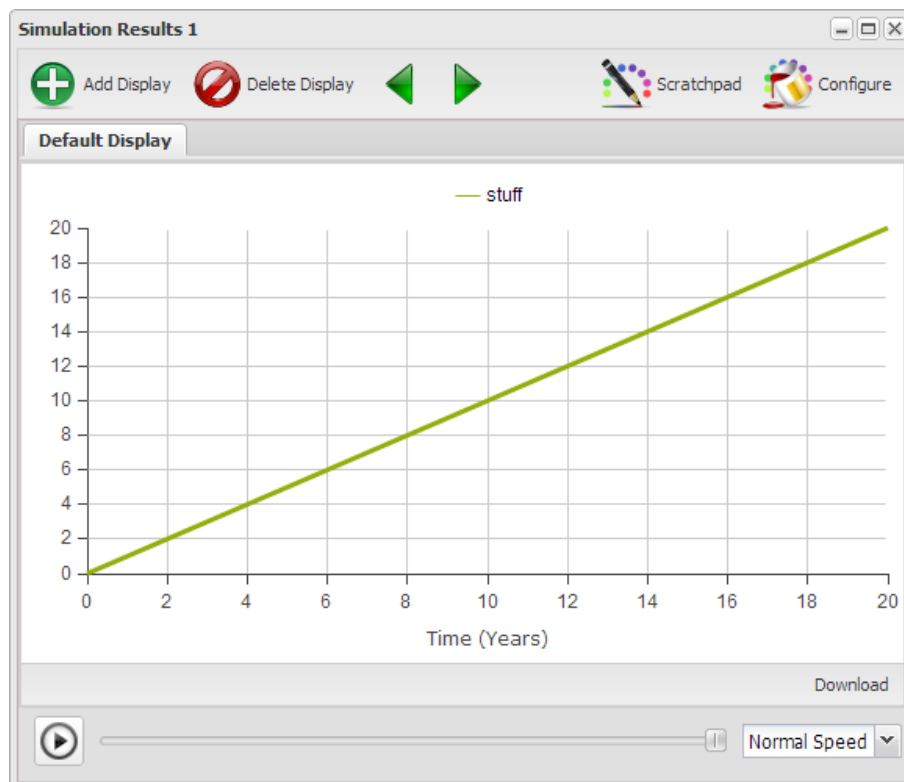 Simulation Results 1
Add Display Delete Display Scratchpad Configure
Default Display
stuff
20
18
16
14
12
10
8
6
4
2
0
0 2 4 6 8 10 12 14 16 18 20
Time (Years)
Download
Normal Speed